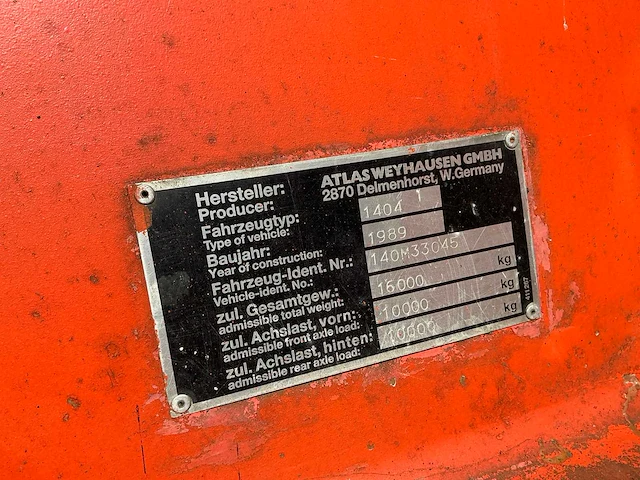 Hersteller: ATLAS WEYHAUSEN GMBH
Producer: 2870 Delmenhorst, W.Germany
Fahrzeugtyp: 1404
Type of vehicle:
Baujahr: 1989
Year of construction:
Fahrzeug-Ident. Nr.: 140M33045
Vehicle-ident. No.:
zul. Gesamtgew.: 16000 kg
admissible total weight:
zul. Achslast, vorn: 10000 kg
admissible front axle load:
zul. Achslast, hinten: 10000 kg
admissible rear axle load: